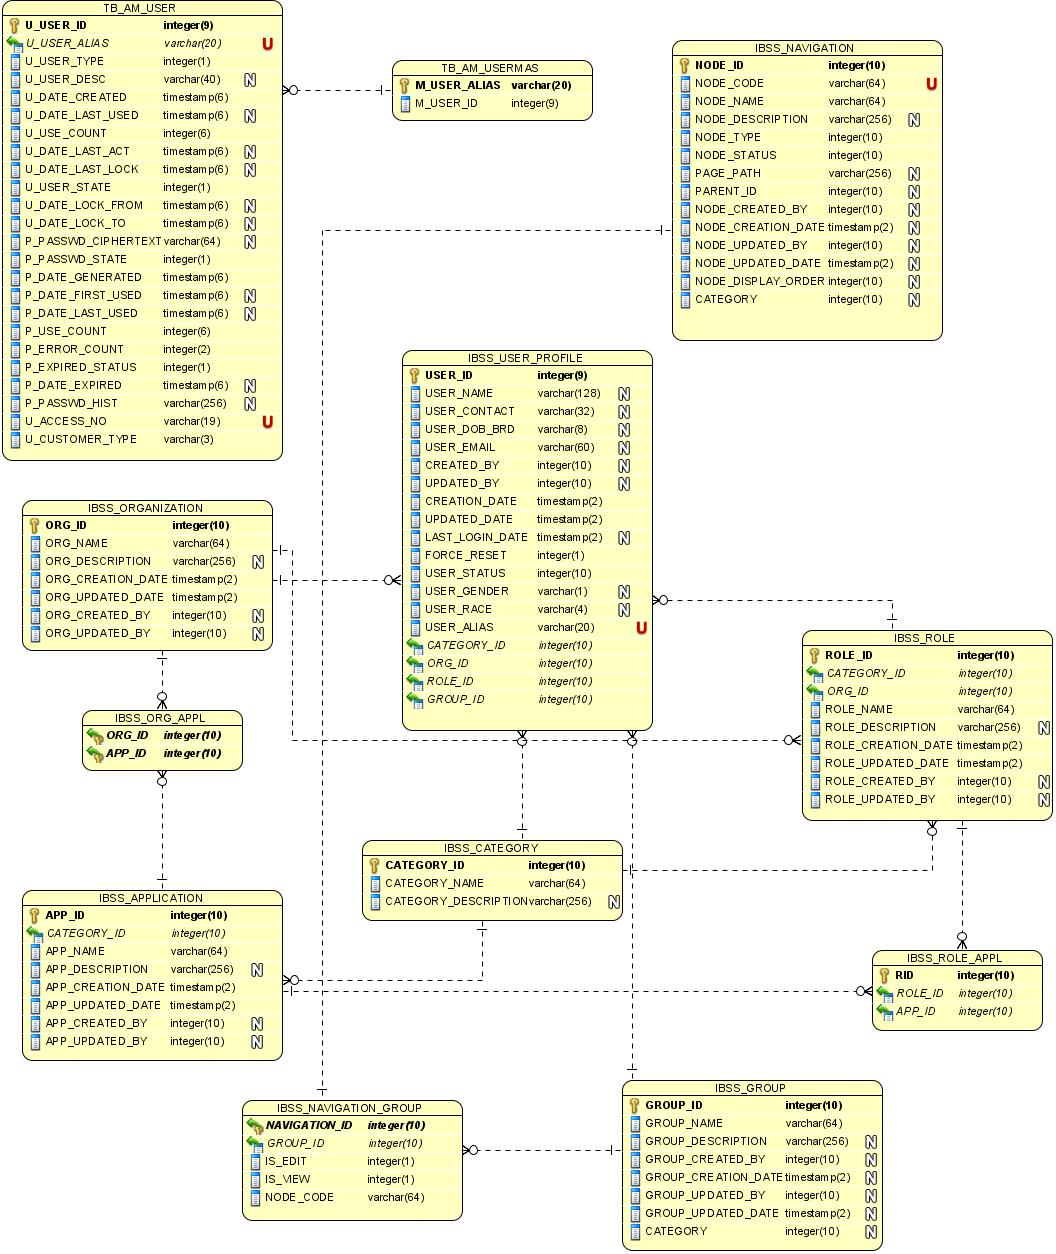 TB_AM_USER
U_USER_ID integer(9)
U_USER_ALIAS varchar(20) U
U_USER_TYPE integer(1)
U_USER_DESC varchar(40) N
U_DATE_CREATED timestamp(6)
U_DATE_LAST_USED timestamp(6) N
U_USE_COUNT integer(6)
U_DATE_LAST_ACT timestamp(6) N
U_DATE_LAST_LOCK timestamp(6) N
U_USER_STATE integer(1)
U_DATE_LOCK_FROM timestamp(6) N
U_DATE_LOCK_TO timestamp(6) N
P_PASSWD_CIPHERTEXT varchar(64) N
P_PASSWD_STATE integer(1)
P_DATE_GENERATED timestamp(6)
P_DATE_FIRST_USED timestamp(6) N
P_DATE_LAST_USED timestamp(6) N
P_USE_COUNT integer(6)
P_ERROR_COUNT integer(2)
P_EXPIRED_STATUS integer(1)
P_DATE_EXPIRED timestamp(6) N
P_PASSWD_HIST varchar(256) N
U_ACCESS_NO varchar(19) U
U_CUSTOMER_TYPE varchar(3)
TB_AM_USERMAS
M_USER_ALIAS varchar(20)
M_USER_ID integer(9)
IBSS_NAVIGATION
NODE_ID integer(10)
NODE_CODE varchar(64) U
NODE_NAME varchar(64)
NODE_DESCRIPTION varchar(256) N
NODE_TYPE integer(10)
NODE_STATUS integer(10)
PAGE_PATH varchar(256) N
PARENT_ID integer(10) N
NODE_CREATED_BY integer(10) N
NODE_CREATION_DATE timestamp(2) N
NODE_UPDATED_BY integer(10) N
NODE_UPDATED_DATE timestamp(2) N
NODE_DISPLAY_ORDER integer(10) N
CATEGORY integer(10) N
IBSS_USER_PROFILE
USER_ID integer(9)
USER_NAME varchar(128) N
USER_CONTACT varchar(32) N
USER_DOB_BRD varchar(8) N
USER_EMAIL varchar(60) N
CREATED_BY integer(10) N
UPDATED_BY integer(10) N
CREATION_DATE timestamp(2)
UPDATED_DATE timestamp(2)
LAST_LOGIN_DATE timestamp(2) N
FORCE_RESET integer(1)
USER_STATUS integer(10)
USER_GENDER varchar(1) N
USER_RACE varchar(4) N
USER_ALIAS varchar(20) U
CATEGORY_ID integer(10)
ORG_ID integer(10)
ROLE_ID integer(10)
GROUP_ID integer(10)
IBSS_ORGANIZATION
ORG_ID integer(10)
ORG_NAME varchar(64)
ORG_DESCRIPTION varchar(256) N
ORG_CREATION_DATE timestamp(2)
ORG_UPDATED_DATE timestamp(2)
ORG_CREATED_BY integer(10) N
ORG_UPDATED_BY integer(10) N
IBSS_ROLE
ROLE_ID integer(10)
CATEGORY_ID integer(10)
ORG_ID integer(10)
ROLE_NAME varchar(64)
ROLE_DESCRIPTION varchar(256) N
ROLE_CREATION_DATE timestamp(2)
ROLE_UPDATED_DATE timestamp(2)
ROLE_CREATED_BY integer(10) N
ROLE_UPDATED_BY integer(10) N
IBSS_ORG_APPL
ORG_ID integer(10)
APP_ID integer(10)
IBSS_CATEGORY
CATEGORY_ID integer(10)
CATEGORY_NAME varchar(64)
CATEGORY_DESCRIPTION varchar(256) N
IBSS_APPLICATION
APP_ID integer(10)
CATEGORY_ID integer(10)
APP_NAME varchar(64)
APP_DESCRIPTION varchar(256) N
APP_CREATION_DATE timestamp(2)
APP_UPDATED_DATE timestamp(2)
APP_CREATED_BY integer(10) N
APP_UPDATED_BY integer(10) N
IBSS_ROLE_APPL
RID integer(10)
ROLE_ID integer(10)
APP_ID integer(10)
IBSS_NAVIGATION_GROUP
NAVIGATION_ID integer(10)
GROUP_ID integer(10)
IS_EDIT integer(1)
IS_VIEW integer(1)
NODE_CODE varchar(64)
IBSS_GROUP
GROUP_ID integer(10)
GROUP_NAME varchar(64)
GROUP_DESCRIPTION varchar(256) N
GROUP_CREATED_BY integer(10) N
GROUP_CREATION_DATE timestamp(2) N
GROUP_UPDATED_BY integer(10) N
GROUP_UPDATED_DATE timestamp(2) N
CATEGORY integer(10) N